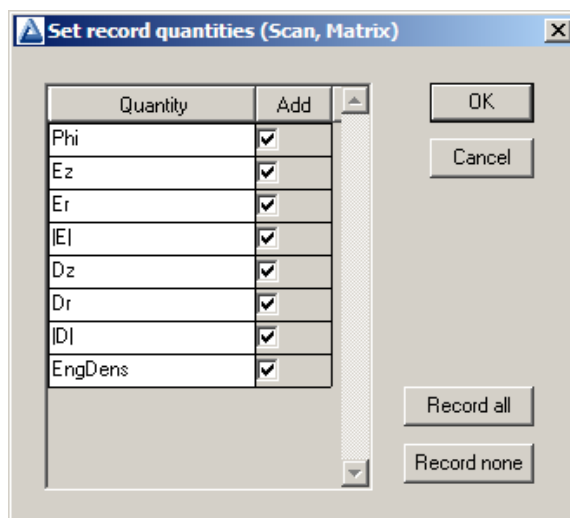 Set record quantities (Scan, Matrix)
Quantity Add
Phi
Ez
Er
|E|
Dz
Dr
|D|
EngDens
OK
Cancel
Record all
Record none